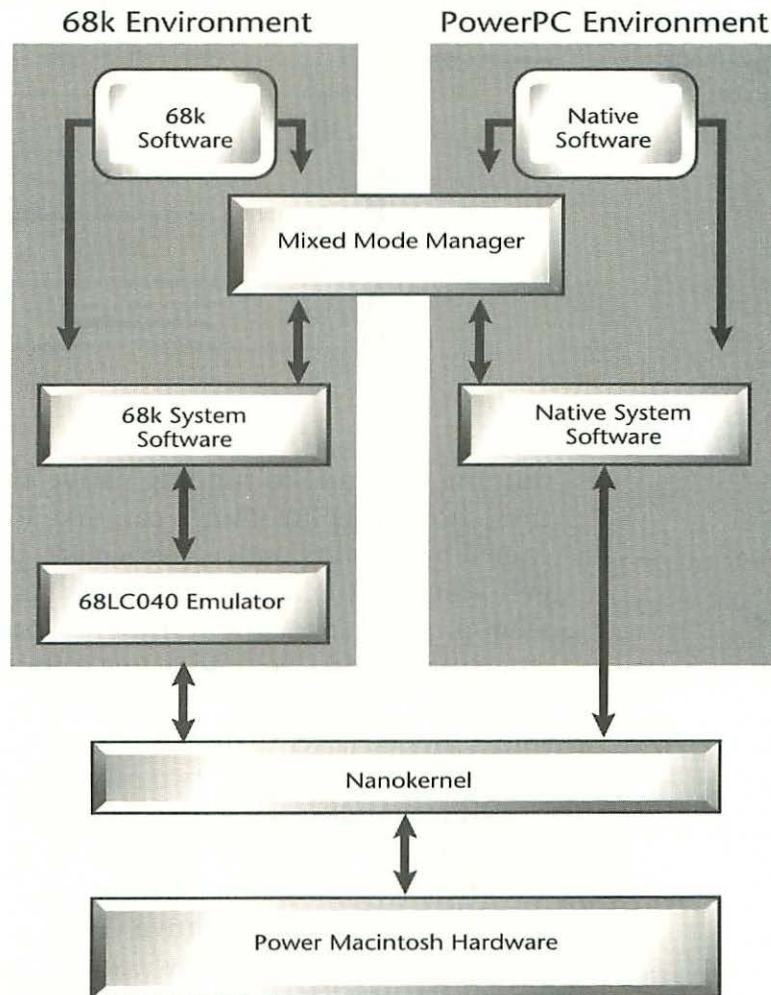 68k Environment
PowerPC Environment
68k
Software
Native
Software
Mixed Mode Manager
68k System
Software
Native System
Software
68LC040 Emulator
Nanokernel
Power Macintosh Hardware